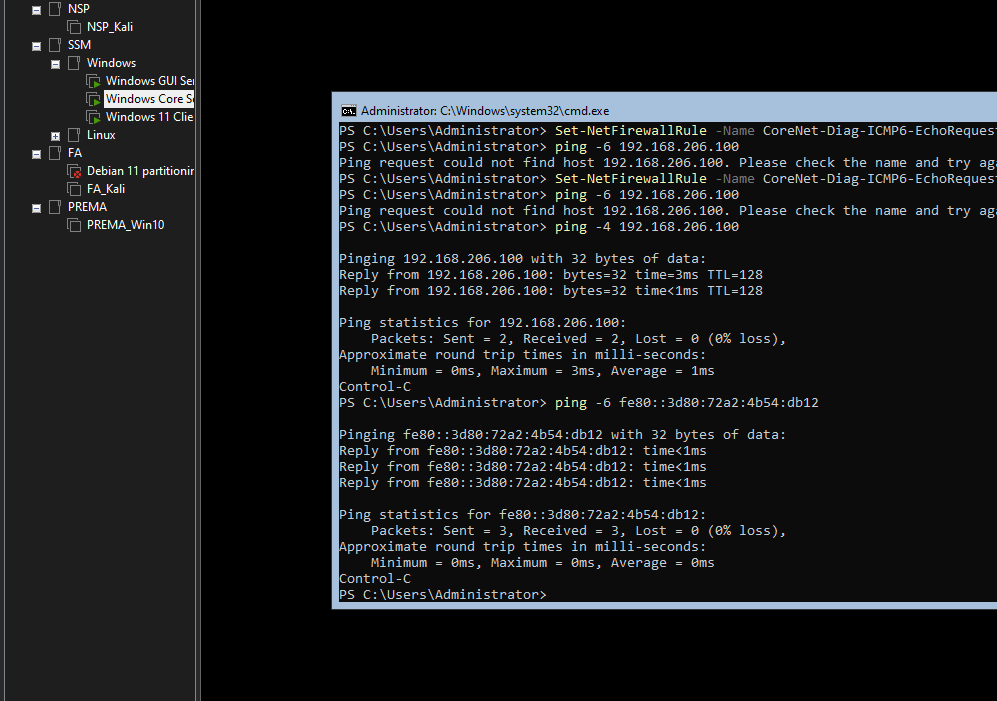 NSP
NSP_Kali
SSM
Windows
Windows GUI Se
Windows Core S
Windows 11 Clie
Linux
FA
Debian 11 partitionin
FA_Kali
PREMA
PREMA_Win10
Administrator: C:\Windows\system32\cmd.exe
PS C:\Users\Administrator> Set-NetFirewallRule -Name CoreNet-Diag-ICMP6-EchoRequest
PS C:\Users\Administrator> ping -6 192.168.206.100
Ping request could not find host 192.168.206.100. Please check the name and try aga
PS C:\Users\Administrator> Set-NetFirewallRule -Name CoreNet-Diag-ICMP6-EchoRequest
PS C:\Users\Administrator> ping -6 192.168.206.100
Ping request could not find host 192.168.206.100. Please check the name and try aga
PS C:\Users\Administrator> ping -4 192.168.206.100
Pinging 192.168.206.100 with 32 bytes of data:
Reply from 192.168.206.100: bytes=32 time=3ms TTL=128
Reply from 192.168.206.100: bytes=32 time<1ms TTL=128
Ping statistics for 192.168.206.100:
Packets: Sent = 2, Received = 2, Lost = 0 (0% loss),
Approximate round trip times in milli-seconds:
Minimum = 0ms, Maximum = 3ms, Average = 1ms
Control-C
PS C:\Users\Administrator> ping -6 fe80::3d80:72a2:4b54:db12
Pinging fe80::3d80:72a2:4b54:db12 with 32 bytes of data:
Reply from fe80::3d80:72a2:4b54:db12: time<1ms
Reply from fe80::3d80:72a2:4b54:db12: time<1ms
Reply from fe80::3d80:72a2:4b54:db12: time<1ms
Ping statistics for fe80::3d80:72a2:4b54:db12:
Packets: Sent = 3, Received = 3, Lost = 0 (0% loss),
Approximate round trip times in milli-seconds:
Minimum = 0ms, Maximum = 0ms, Average = 0ms
Control-C
PS C:\Users\Administrator>